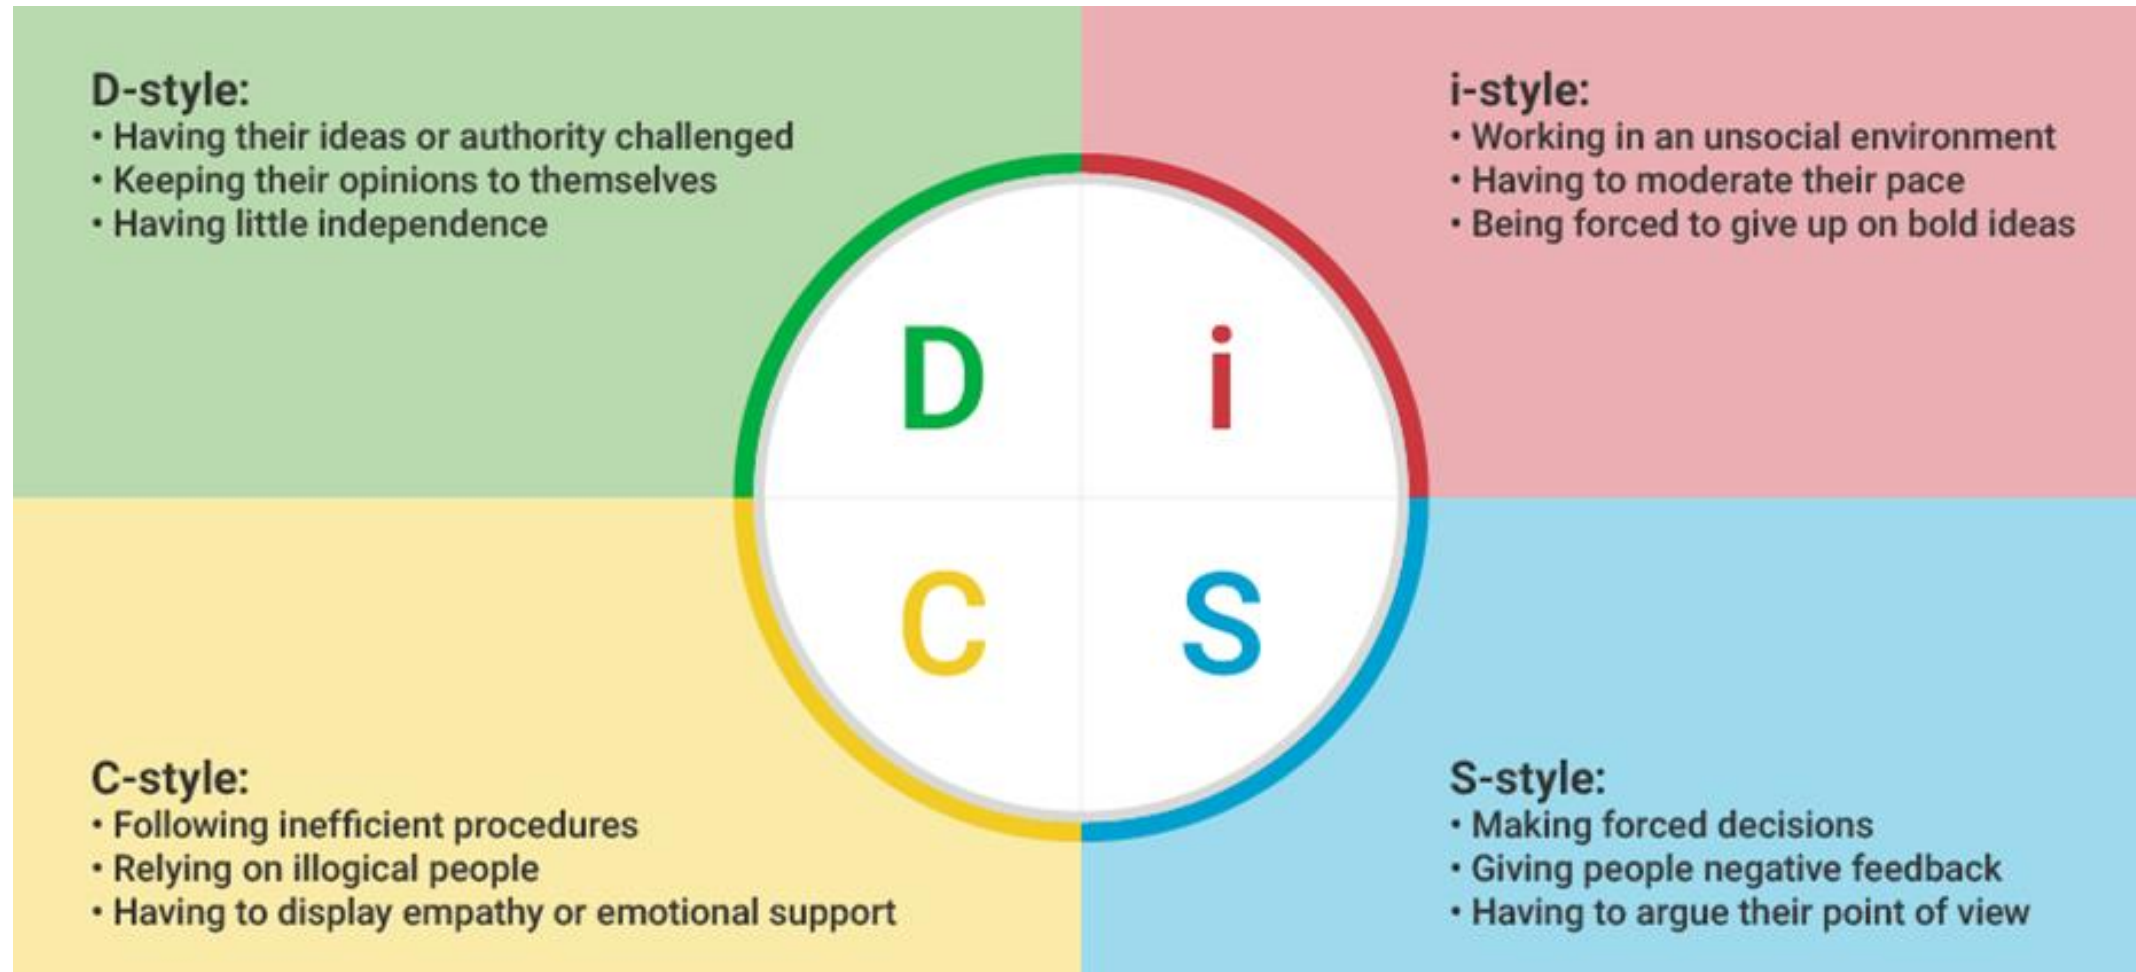 D-style:
• Having their ideas or authority challenged
• Keeping their opinions to themselves
• Having little independence
i-style:
• Working in an unsocial environment
• Having to moderate their pace
• Being forced to give up on bold ideas
D
i
C
S
C-style:
• Following inefficient procedures
• Relying on illogical people
• Having to display empathy or emotional support
S-style:
• Making forced decisions
• Giving people negative feedback
• Having to argue their point of view